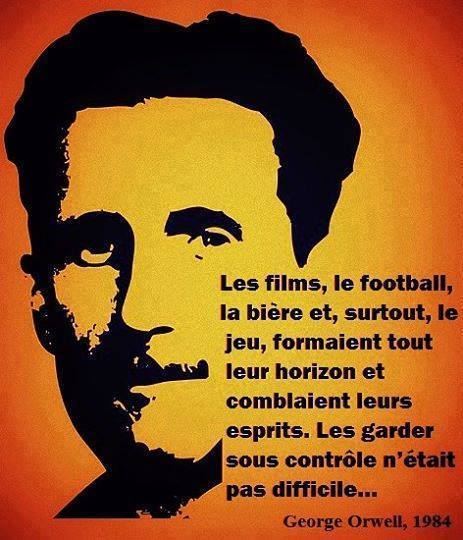 Les films, le football,
la bière et, surtout, le
jeu, formaient tout
leur horizon et
comblaient leurs
esprits. Les garder
sous contrôle n'était
pas difficile...
George Orwell, 1984